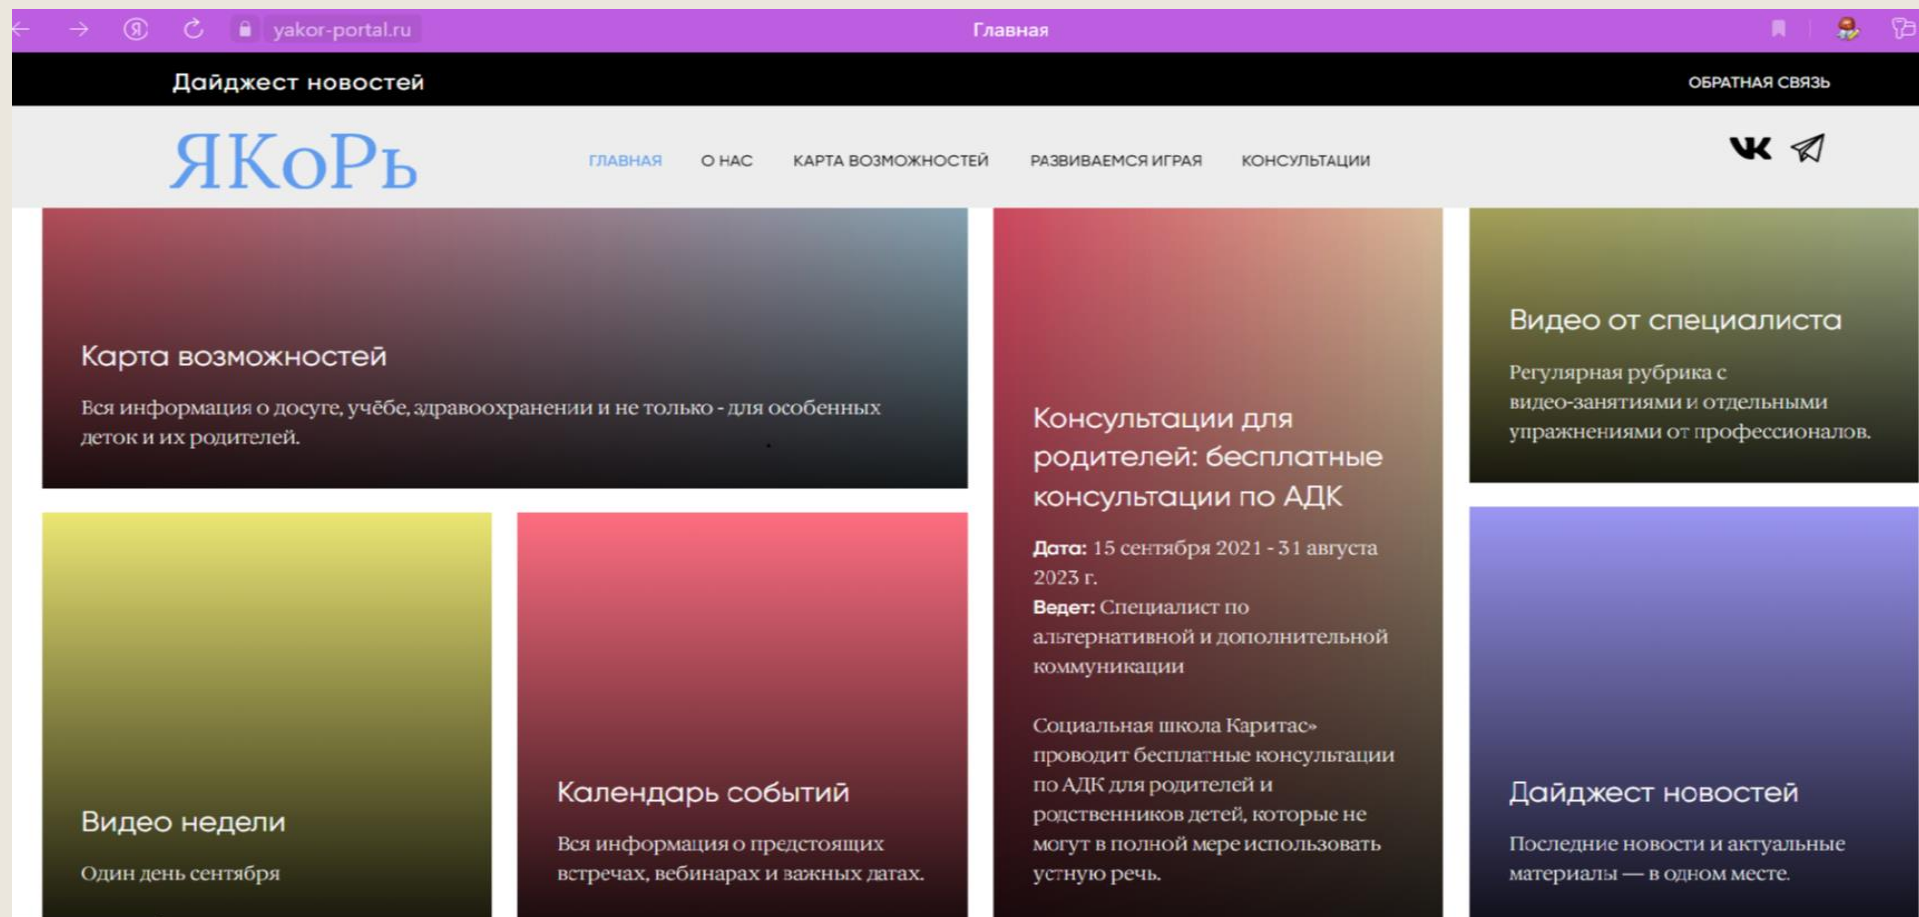 yakor-portal.ru
Главная
Дайджест новостей
ОБРАТНАЯ СВЯЗЬ
ЯКоРЬ
ГЛАВНАЯ
О НАС
КАРТА ВОЗМОЖНОСТЕЙ
РАЗВИВАЕМСЯ ИГРАЯ
КОНСУЛЬТАЦИИ
Карта возможностей
Вся информация о досуге, учёбе, здравоохранении и не только - для особенных
деток и их родителей.
Видео недели
Один день сентября
Календарь событий
Вся информация о предстоящих
встречах, вебинарах и важных датах.
Консультации для
родителей: бесплатные
консультации по АДК
Дата: 15 сентября 2021 - 31 августа
2023 г.
Ведет: Специалист по
альтернативной и дополнительной
коммуникации
Социальная школа Каритас»
проводит бесплатные консультации
по АДК для родителей и
родственников детей, которые не
могут в полной мере использовать
устную речь.
Видео от специалиста
Регулярная рубрика с
видео-занятиями и отдельными
упражнениями от профессионалов.
Дайджест новостей
Последние новости и актуальные
материалы — в одном месте.